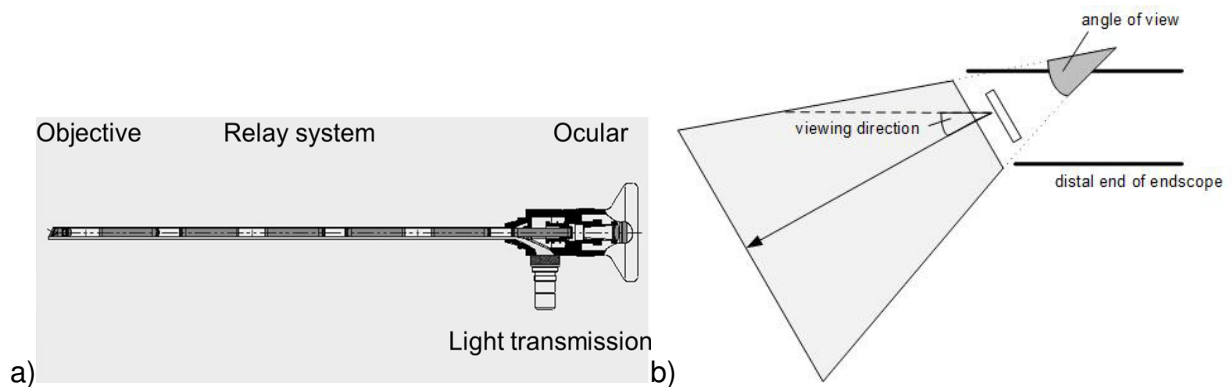 Objective Relay system Ocular
Light transmission
a)
angle of view
viewing direction
distal end of endscope
b)